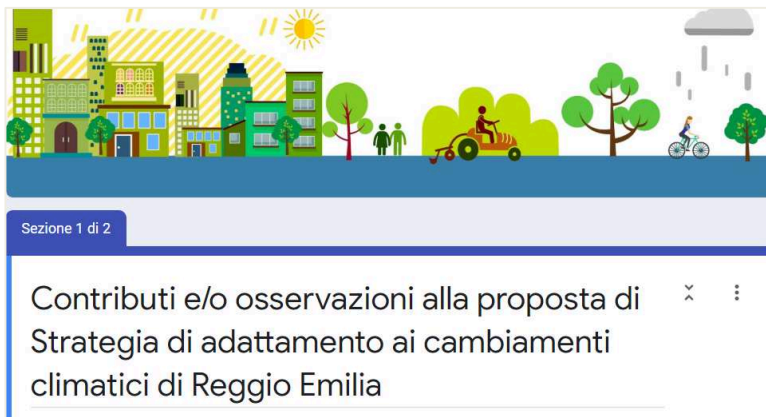 Sezione 1 di 2
Contributi e/o osservazioni alla proposta di
Strategia di adattamento ai cambiamenti
climatici di Reggio Emilia